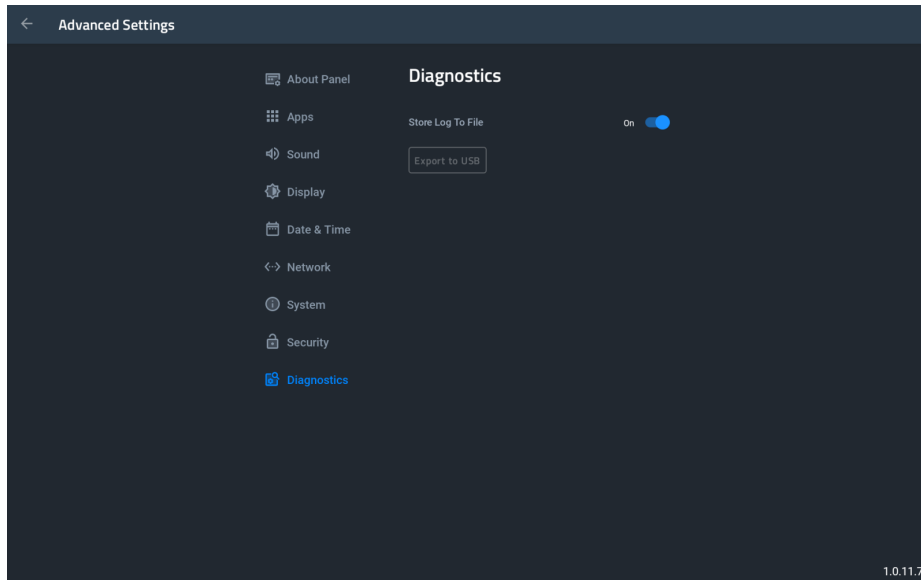 Advanced Settings
About Panel
Apps
Sound
Display
Date & Time
Network
System
Security
Diagnostics
Diagnostics
Store Log To File
On
Export to USB
1.0.11.7